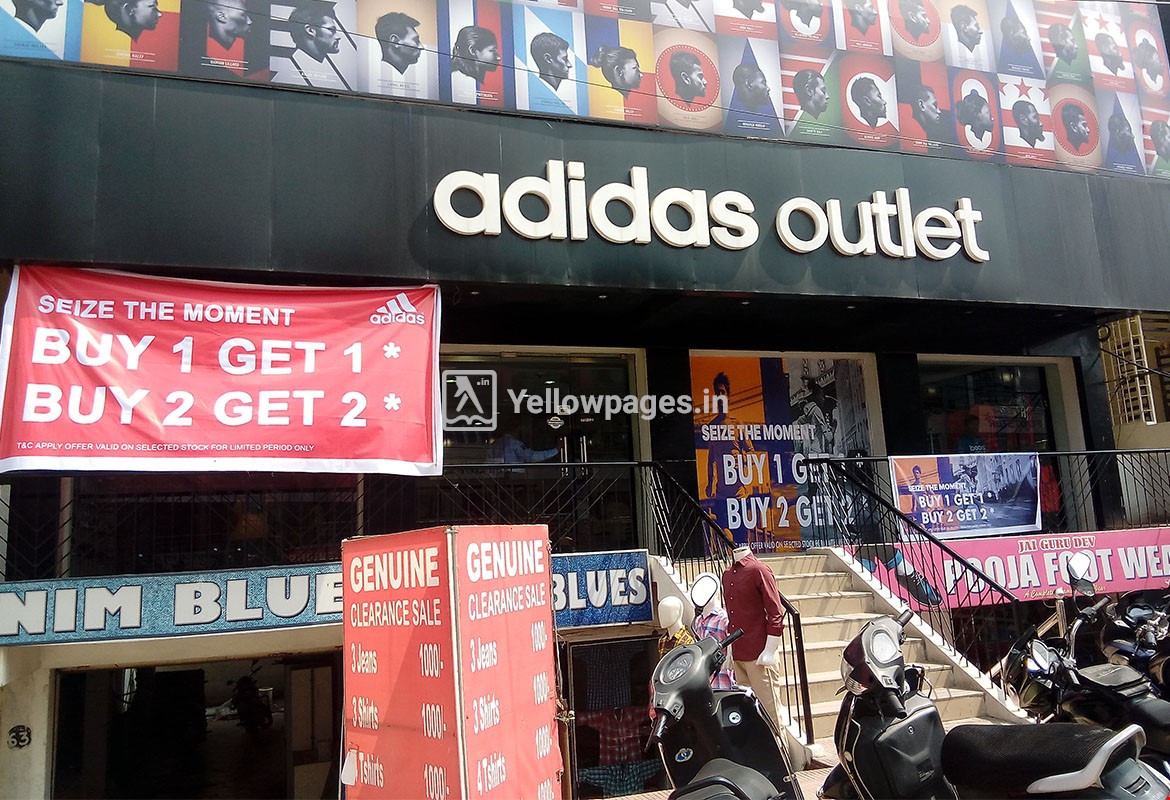 adidas outlet
SEIZE THE MOMENT
adidas
BUY 1 GET 1 *
BUY 2 GET 2 *
T&C APPLY OFFER VALID ON SELECTED STOCK FOR LIMITED PERIOD ONLY
.in
Yellowpages.in
SEIZE THE MOMENT
BUY 1 GET
BUY 2 GET 2
SEIZE THE MOMENT
BUY 1 GET 1 *
BUY 2 GET 2 *
JAI GURU DEV
POOJA FOOT WEA
NIM BLUE
BLUES
GENUINE
CLEARANCE SALE
3 Jeans 1000/-
3 Shirts 1000/-
Tshirts 1000/-
GENUINE
CLEARANCE SALE
3 Jeans 1000/-
3 Shirts 1000/-
4 Tshirts 1000/-
63